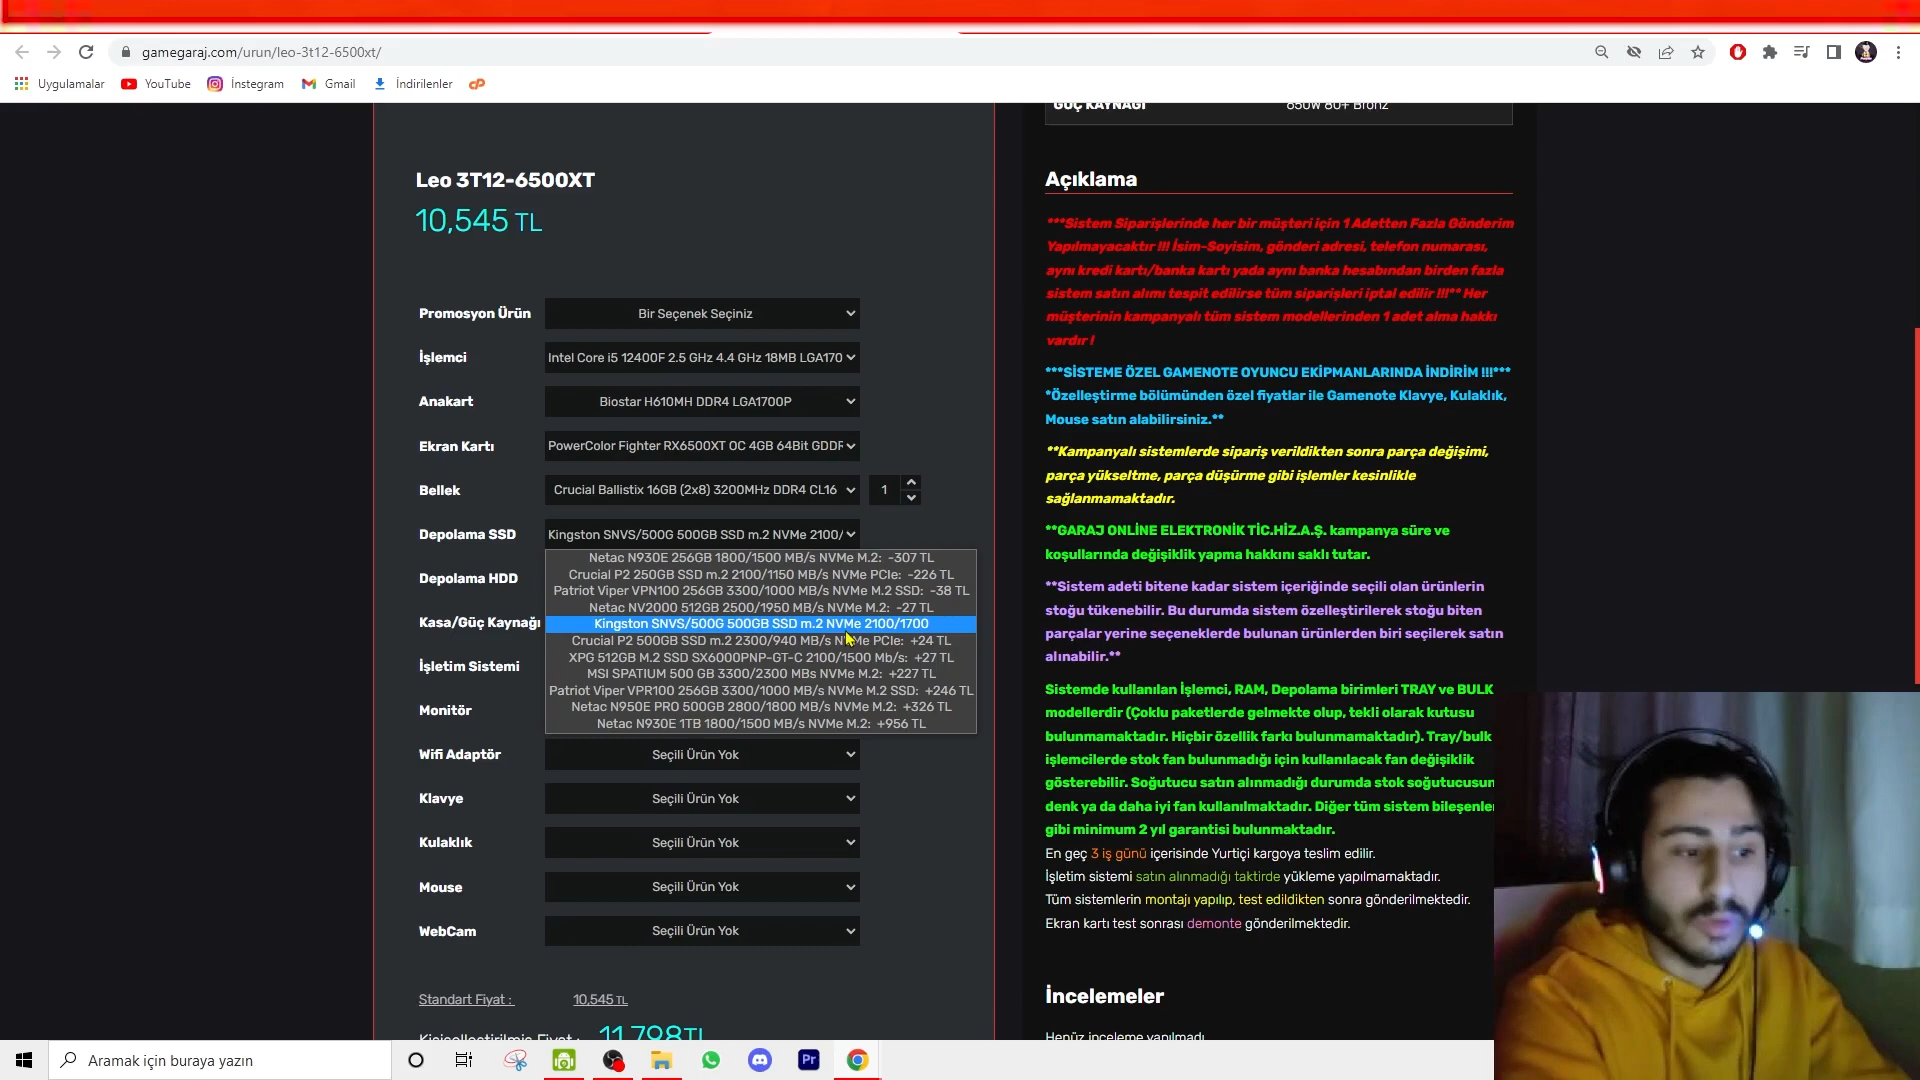 gamegaraj.com/urun/leo-3t12-6500xt/
Uygulamalar
YouTube
İnstegram
Gmail
İndirilenler
Leo 3T12-6500XT
10,545 TL
Promosyon Ürün
Bir Seçenek Seçiniz
İşlemci
Intel Core i5 12400F 2.5 GHz 4.4 GHz 18MB LGA170
Anakart
Biostar H610MH DDR4 LGA1700P
Ekran Kartı
PowerColor Fighter RX6500XT OC 4GB 64Bit GDDR
Bellek
Crucial Ballistix 16GB (2x8) 3200MHz DDR4 CL16
1
Depolama SSD
Kingston SNVS/500G 500GB SSD m.2 NVMe 2100/
Netac N930E 256GB 1800/1500 MB/s NVMe M.2: -307 TL
Crucial P2 250GB SSD m.2 2100/1150 MB/s NVMe PCIe: -226 TL
Patriot Viper VPN100 256GB 3300/1000 MB/s NVMe M.2 SSD: -38 TL
Netac NV2000 512GB 2500/1950 MB/s NVMe M.2: -27 TL
Kingston SNVS/500G 500GB SSD m.2 NVMe 2100/1700
Crucial P2 500GB SSD m.2 2300/940 MB/s NVMe PCIe: +24 TL
XPG 512GB M.2 SSD SX6000PNP-GT-C 2100/1500 Mb/s: +27 TL
MSI SPATIUM 500 GB 3300/2300 MBs NVMe M.2: +227 TL
Patriot Viper VPR100 256GB 3300/1000 MB/s NVMe M.2 SSD: +246 TL
Netac N950E PRO 500GB 2800/1800 MB/s NVMe M.2: +326 TL
Netac N930E 1TB 1800/1500 MB/s NVMe M.2: +956 TL
Depolama HDD
Kasa/Güç Kaynağı
İşletim Sistemi
Monitör
Wifi Adaptör
Seçili Ürün Yok
Klavye
Seçili Ürün Yok
Kulaklık
Seçili Ürün Yok
Mouse
Seçili Ürün Yok
WebCam
Seçili Ürün Yok
Standart Fiyat :
10,545 TL
Kişiselleştirilmiş Fiyat :
11,798TL
GÜÇ KAYNAĞI
650W 80+ Bronz
Açıklama
***Sistem Siparişlerinde her bir müşteri için 1 Adetten Fazla Gönderim
Yapılmayacaktır !!! İsim-Soyisim, gönderi adresi, telefon numarası,
aynı kredi kartı/banka kartı yada aynı banka hesabından birden fazla
sistem satın alımı tespit edilirse tüm siparişleri iptal edilir !!!** Her
müşterinin kampanyalı tüm sistem modellerinden 1 adet alma hakkı
vardır !
***SİSTEME ÖZEL GAMENOTE OYUNCU EKİPMANLARINDA İNDİRİM !!!***
*Özelleştirme bölümünden özel fiyatlar ile Gamenote Klavye, Kulaklık,
Mouse satın alabilirsiniz.**
**Kampanyalı sistemlerde sipariş verildikten sonra parça değişimi,
parça yükseltme, parça düşürme gibi işlemler kesinlikle
sağlanmamaktadır.
**GARAJ ONLİNE ELEKTRONİK TİC.HİZ.A.Ş. kampanya süre ve
koşullarında değişiklik yapma hakkını saklı tutar.
**Sistem adeti bitene kadar sistem içeriğinde seçili olan ürünlerin
stoğu tükenebilir. Bu durumda sistem özelleştirilerek stoğu biten
parçalar yerine seçeneklerde bulunan ürünlerden biri seçilerek satın
alınabilir.**
Sistemde kullanılan İşlemci, RAM, Depolama birimleri TRAY ve BULK
modellerdir (Çoklu paketlerde gelmekte olup, tekli olarak kutusu
bulunmamaktadır. Hiçbir özellik farkı bulunmamaktadır). Tray/bulk
işlemcilerde stok fan bulunmadığı için kullanılacak fan değişiklik
gösterebilir. Soğutucu satın alınmadığı durumda stok soğutucusun
denk ya da daha iyi fan kullanılmaktadır. Diğer tüm sistem bileşenler
gibi minimum 2 yıl garantisi bulunmaktadır.
En geç 3 iş günü içerisinde Yurtiçi kargoya teslim edilir.
İşletim sistemi satın alınmadığı taktirde yükleme yapılmamaktadır.
Tüm sistemlerin montajı yapılıp, test edildikten sonra gönderilmektedir.
Ekran kartı test sonrası demonte gönderilmektedir.
İncelemeler
Henüz inceleme yapılmadı
Aramak için buraya yazın
Pr